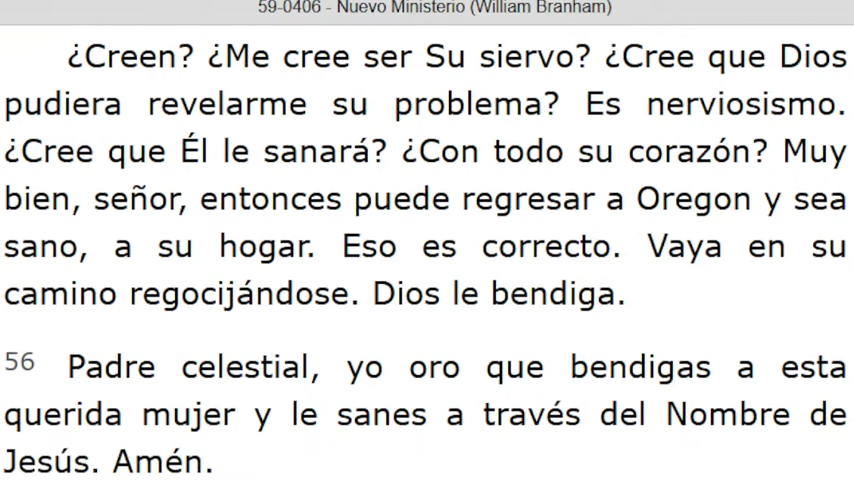 59-0406 - Nuevo Ministerio (William Branham)
¿Creen? ¿Me cree ser Su siervo? ¿Cree que Dios
pudiera revelarme su problema? Es nerviosismo.
¿Cree que Él le sanará? ¿Con todo su corazón? Muy
bien, señor, entonces puede regresar a Oregon y sea
sano, a su hogar. Eso es correcto. Vaya en su
camino regocijándose. Dios le bendiga.
56 Padre celestial, yo oro que bendigas a esta
querida mujer y le sanes a través del Nombre de
Jesús. Amén.